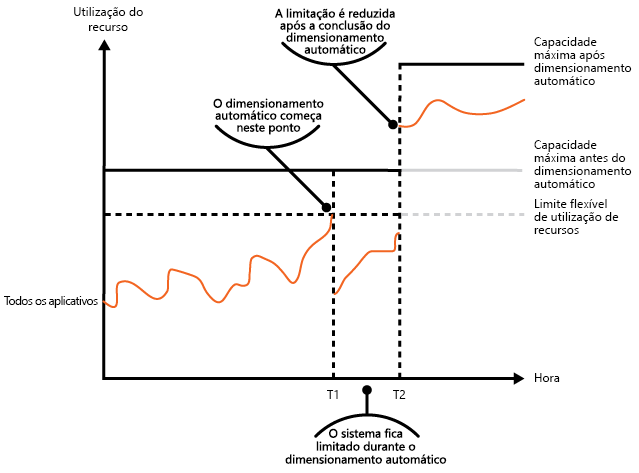 Utilização do
recurso
A limitação é reduzida
após a conclusão do
dimensionamento
automático
Capacidade
máxima após
dimensionamento
automático
O dimensionamento
automático começa
neste ponto
Capacidade
máxima antes do
dimensionamento
automático
Limite flexível
de utilização de
recursos
Todos os aplicativos
Hora
T1
T2
O sistema fica
limitado durante o
dimensionamento automático